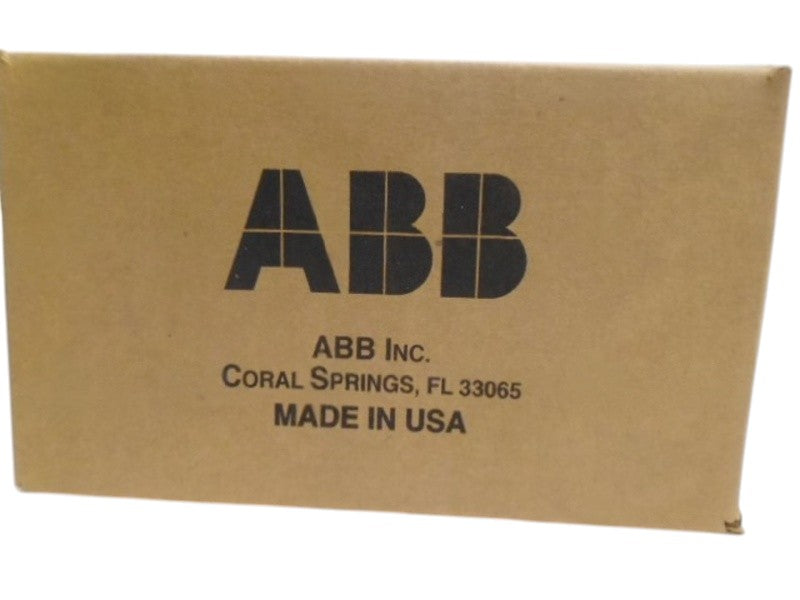 ABB
ABB INC.
CORAL SPRINGS, FL 33065
MADE IN USA